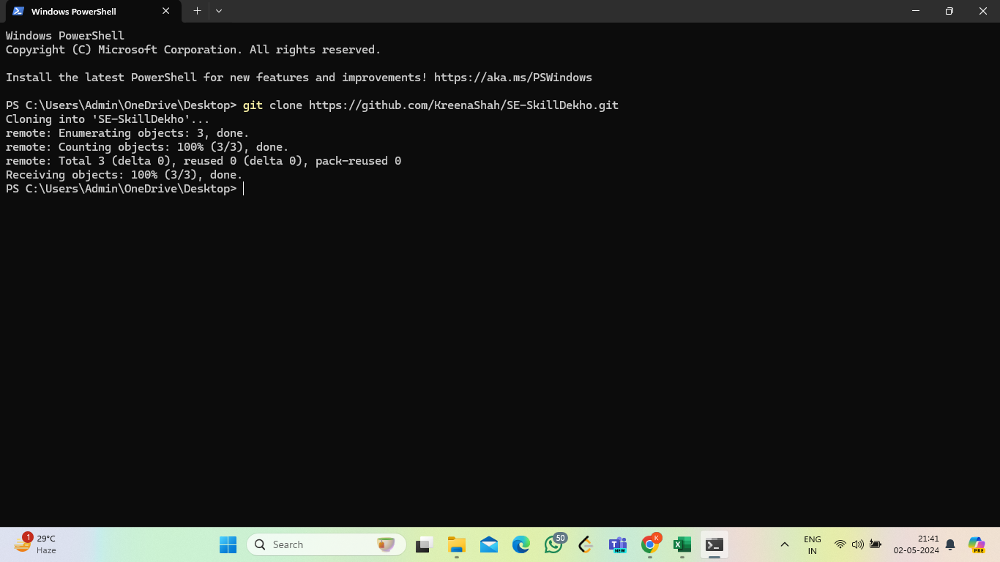 Windows PowerShell
Windows PowerShell
Copyright (C) Microsoft Corporation. All rights reserved.
Install the latest PowerShell for new features and improvements! https://aka.ms/PSWindows
PS C:\Users\Admin\OneDrive\Desktop> git clone https://github.com/KreenaShah/SE-SkillDekho.git
Cloning into 'SE-SkillDekho'...
remote: Enumerating objects: 3, done.
remote: Counting objects: 100% (3/3), done.
remote: Total 3 (delta 0), reused 0 (delta 0), pack-reused 0
Receiving objects: 100% (3/3), done.
PS C:\Users\Admin\OneDrive\Desktop>
1
29°C
Haze
Search
50
NEW
K
ENG
IN
21:41
02-05-2024
PRE